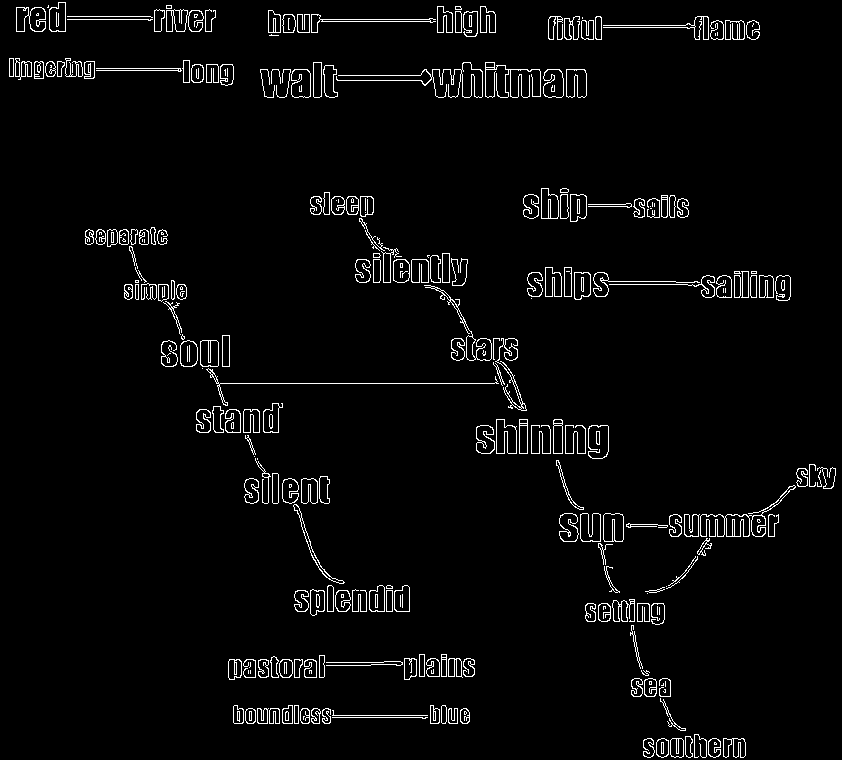 red river hour high fitful flame
lingering long walt whitman
sleep ship sails
separate
silently
simple ships sailing
soul stars
stand
shining
silent sky
sun summer
splendid setting
pastoral plains
sea
boundless blue
southern